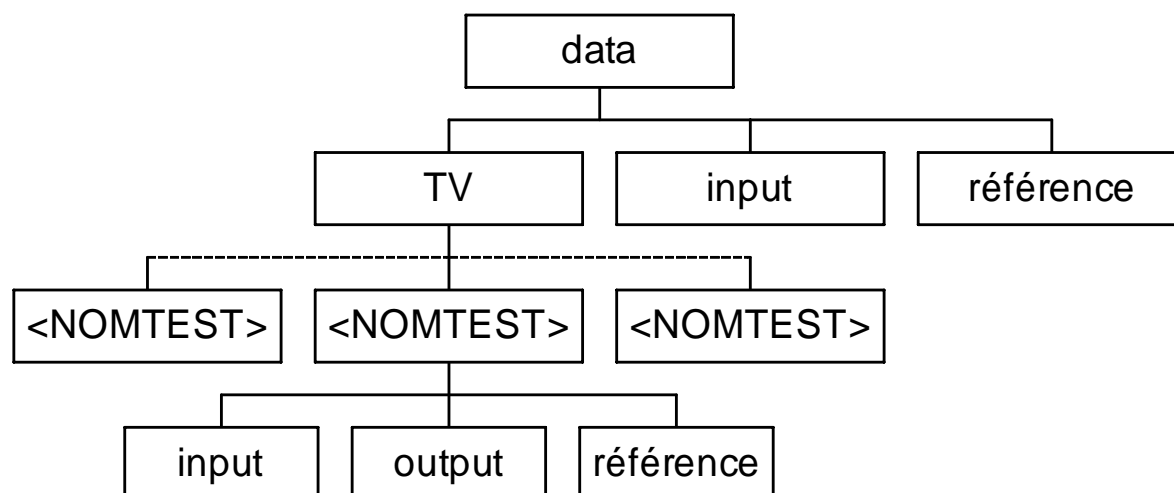 data
TV
input
référence
<NOMTEST>
<NOMTEST>
<NOMTEST>
input
output
référence